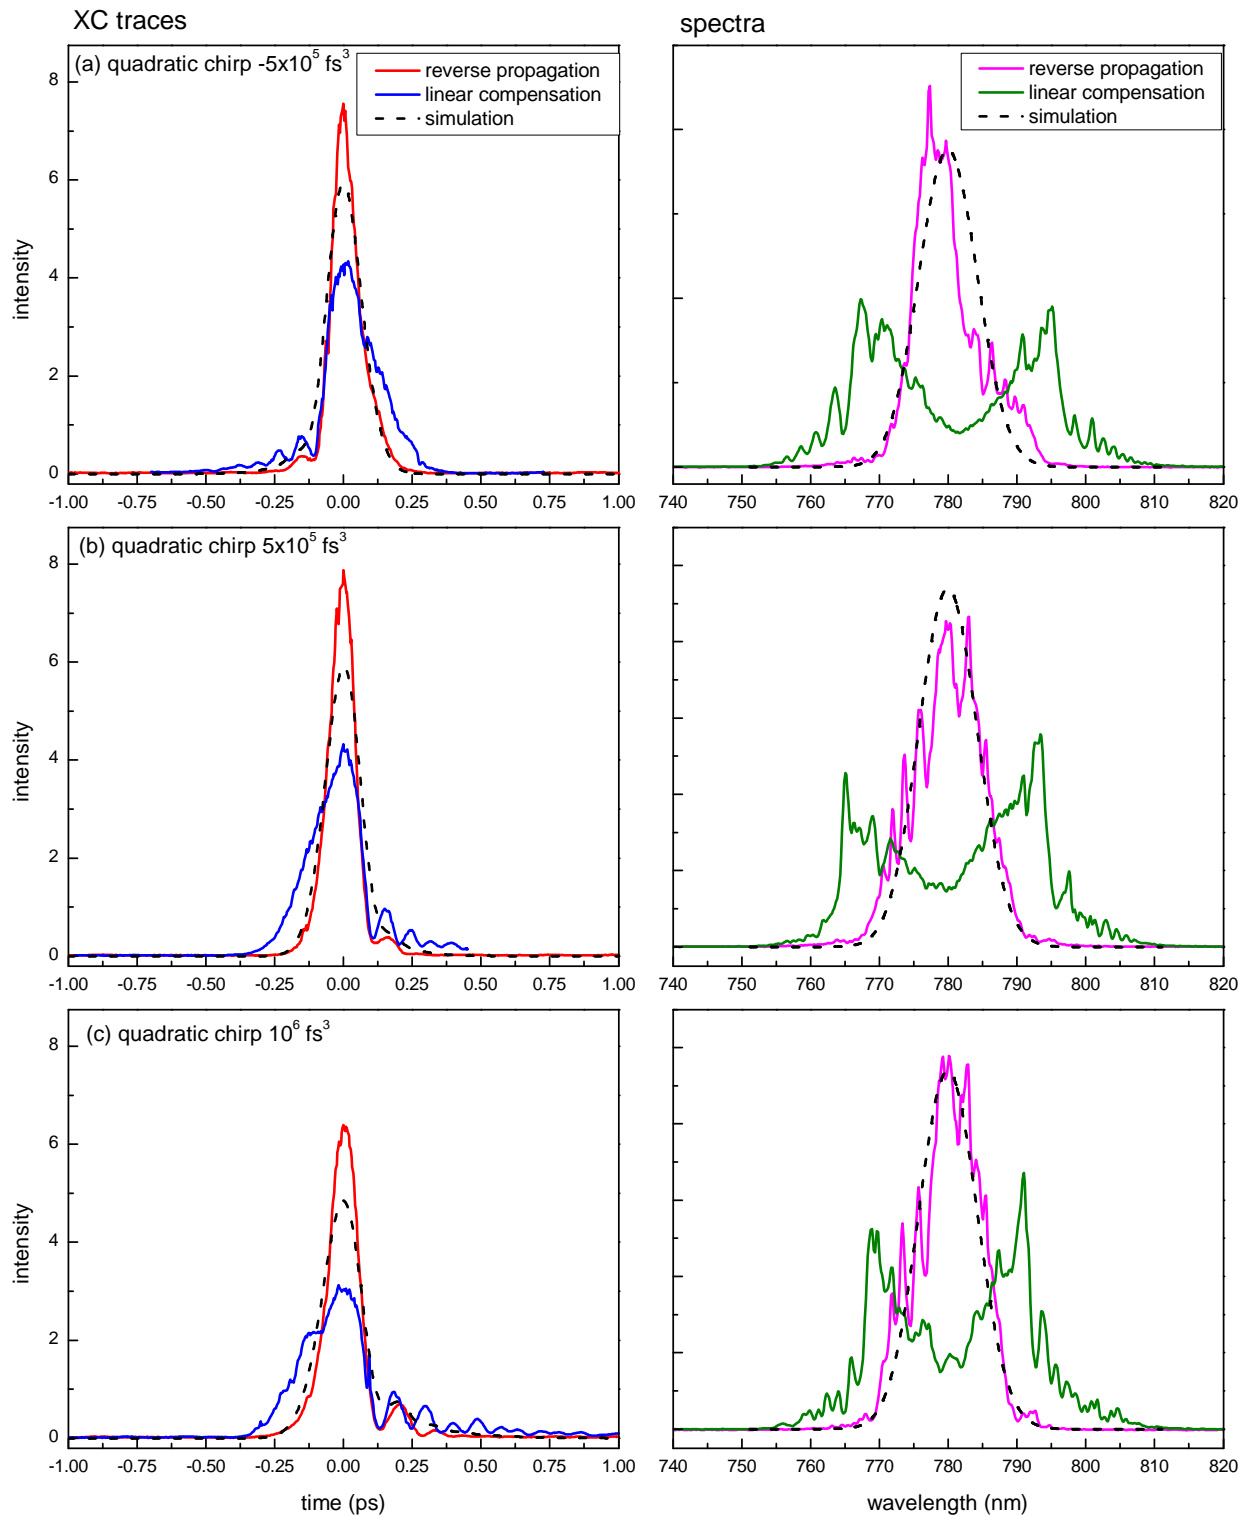 XC traces
spectra
(a) quadratic chirp -5x10⁵ fs³
reverse propagation
linear compensation
simulation
reverse propagation
linear compensation
simulation
8
6
4
2
0
intensity
-1.00 -0.75 -0.50 -0.25 0.00 0.25 0.50 0.75 1.00
740 750 760 770 780 790 800 810 820
(b) quadratic chirp 5x10⁵ fs³
8
6
4
2
0
intensity
-1.00 -0.75 -0.50 -0.25 0.00 0.25 0.50 0.75 1.00
740 750 760 770 780 790 800 810 820
(c) quadratic chirp 10⁶ fs³
8
6
4
2
0
intensity
-1.00 -0.75 -0.50 -0.25 0.00 0.25 0.50 0.75 1.00
740 750 760 770 780 790 800 810 820
time (ps)
wavelength (nm)